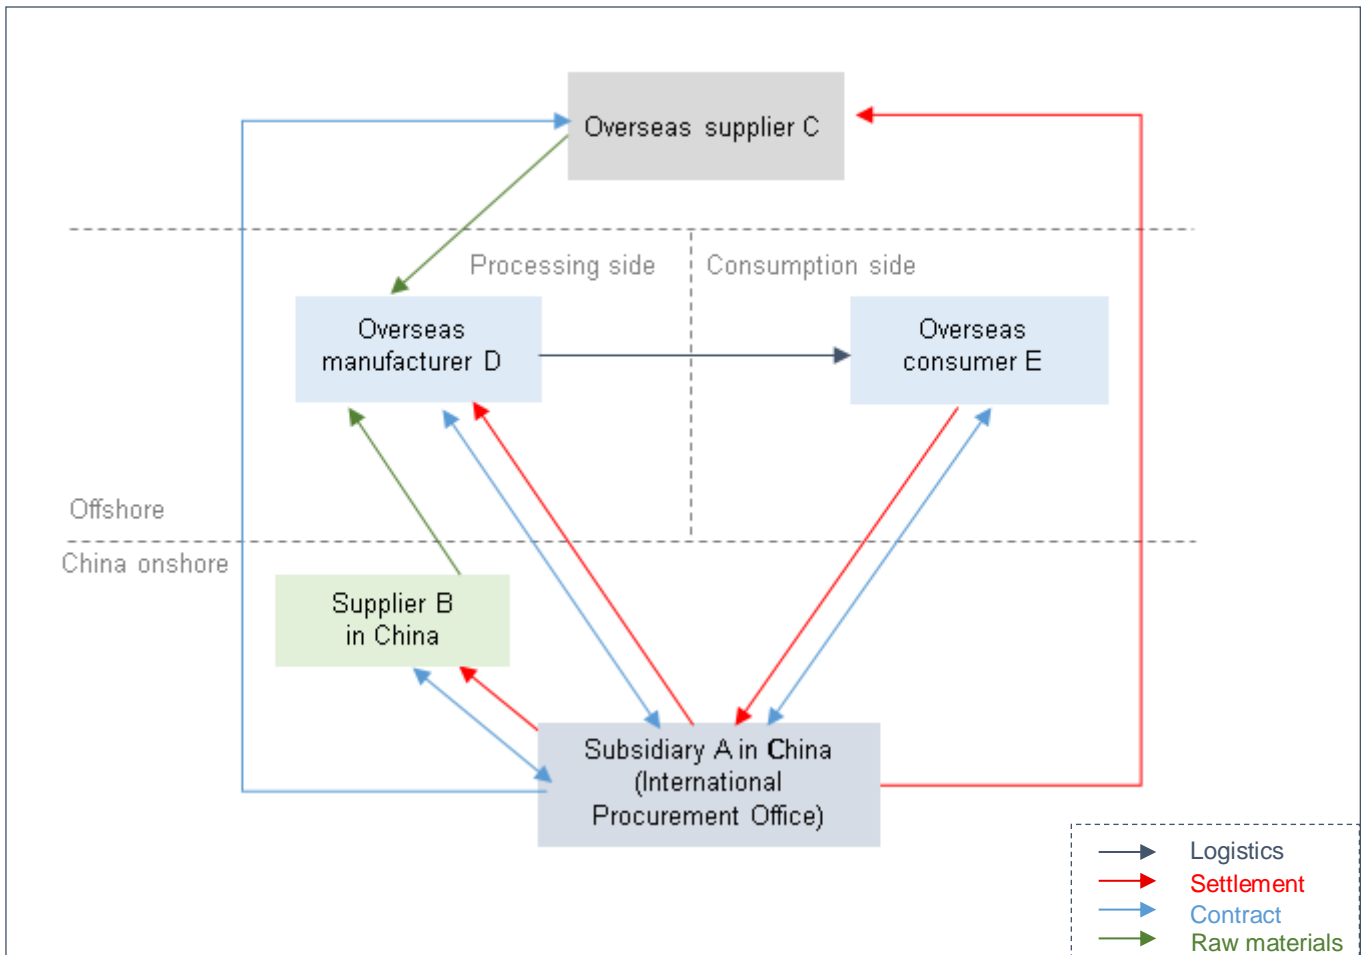 Overseas supplier C
Processing side
Consumption side
Overseas
manufacturer D
Overseas
consumer E
Offshore
China onshore
Supplier B
in China
Subsidiary A in China
(International
Procurement Office)
Logistics
Settlement
Contract
Raw materials